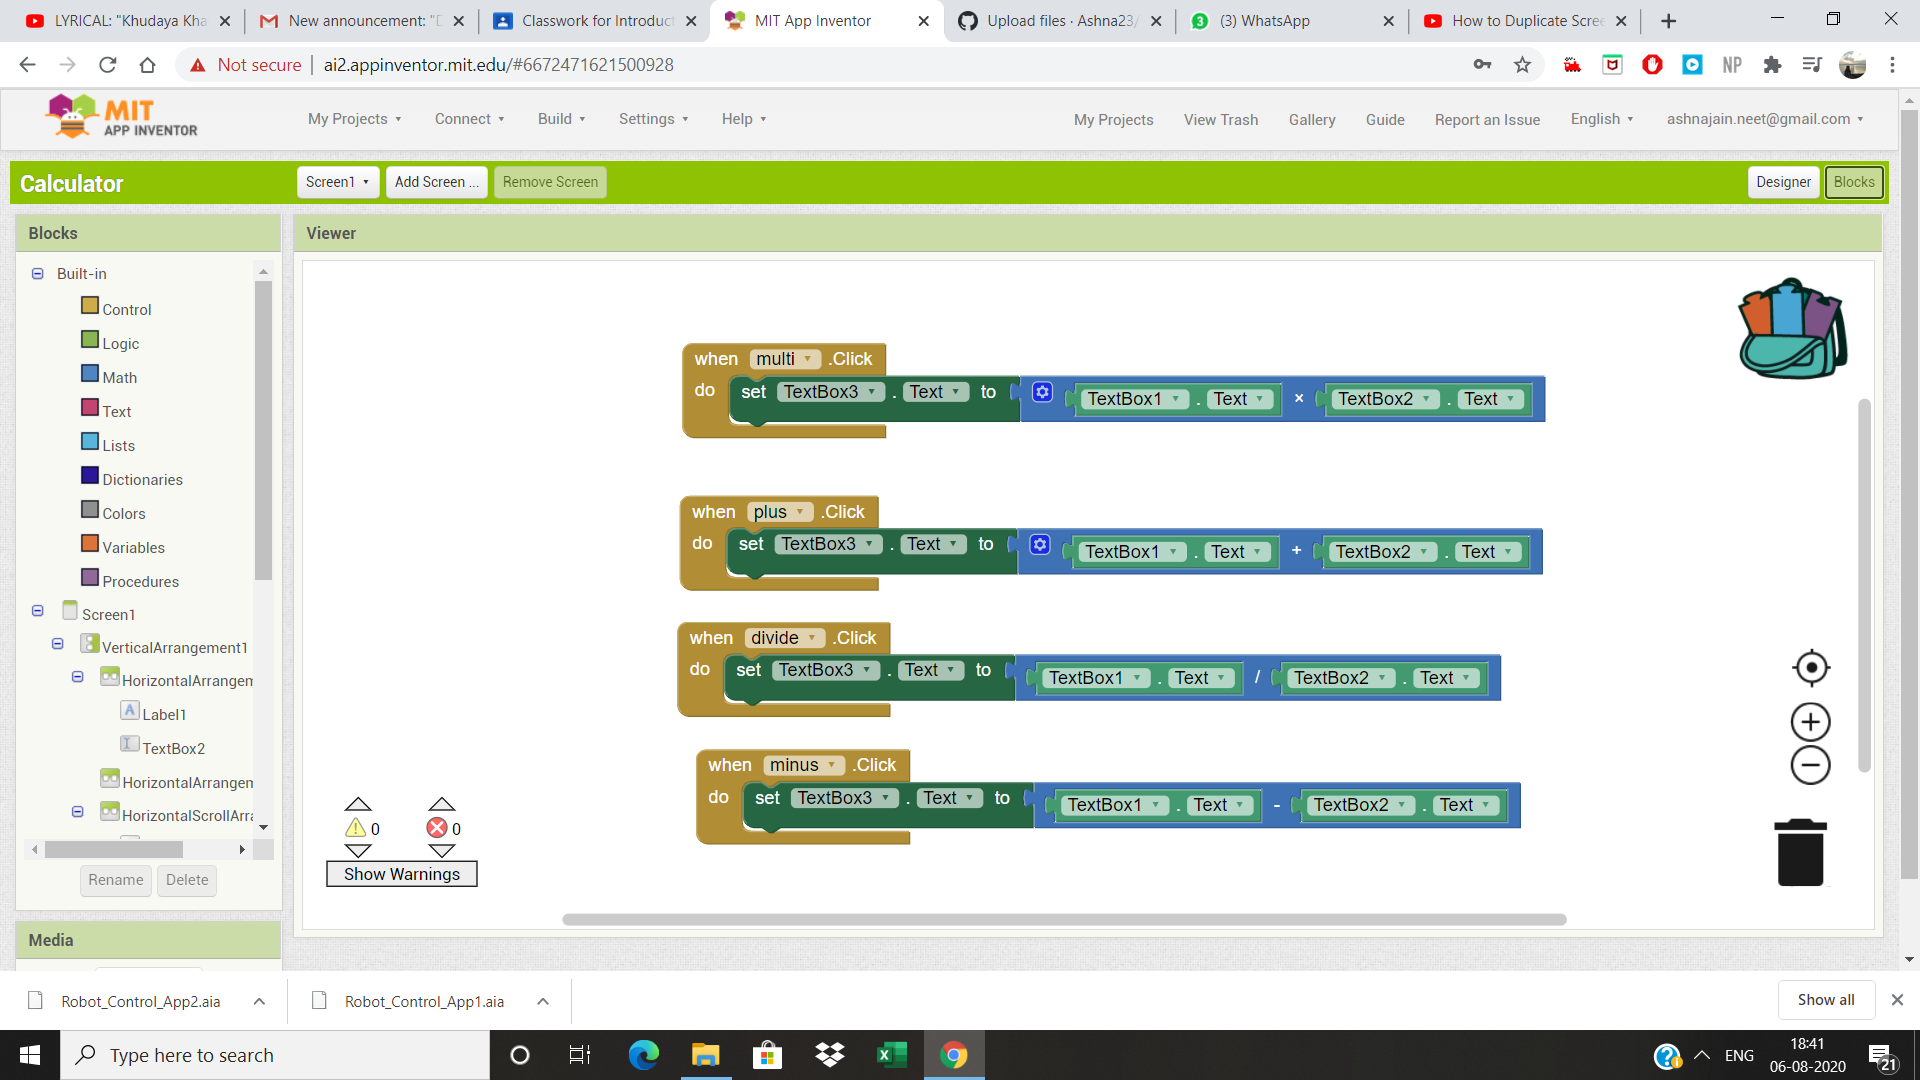 LYRICAL: "Khudaya Kha
New announcement: "D
Classwork for Introduct
MIT App Inventor
Upload files · Ashna23/
(3) WhatsApp
How to Duplicate Scree
Not secure
ai2.appinventor.mit.edu/#6672471621500928
NP
MIT
APP INVENTOR
My Projects
Connect
Build
Settings
Help
My Projects
View Trash
Gallery
Guide
Report an Issue
English
ashnajain.neet@gmail.com
Calculator
Screen1
Add Screen ...
Remove Screen
Designer
Blocks
Blocks
Viewer
Built-in
Control
Logic
Math
Text
Lists
Dictionaries
Colors
Variables
Procedures
Screen1
VerticalArrangement1
HorizontalArrangem
Label1
TextBox2
HorizontalArrangem
HorizontalScrollArra
Rename
Delete
Media
when multi .Click
do set TextBox3 . Text to TextBox1 . Text × TextBox2 . Text
when plus .Click
do set TextBox3 . Text to TextBox1 . Text + TextBox2 . Text
when divide .Click
do set TextBox3 . Text to TextBox1 . Text / TextBox2 . Text
when minus .Click
do set TextBox3 . Text to TextBox1 . Text - TextBox2 . Text
0
0
Show Warnings
Robot_Control_App2.aia
Robot_Control_App1.aia
Show all
Type here to search
ENG
18:41
06-08-2020
21